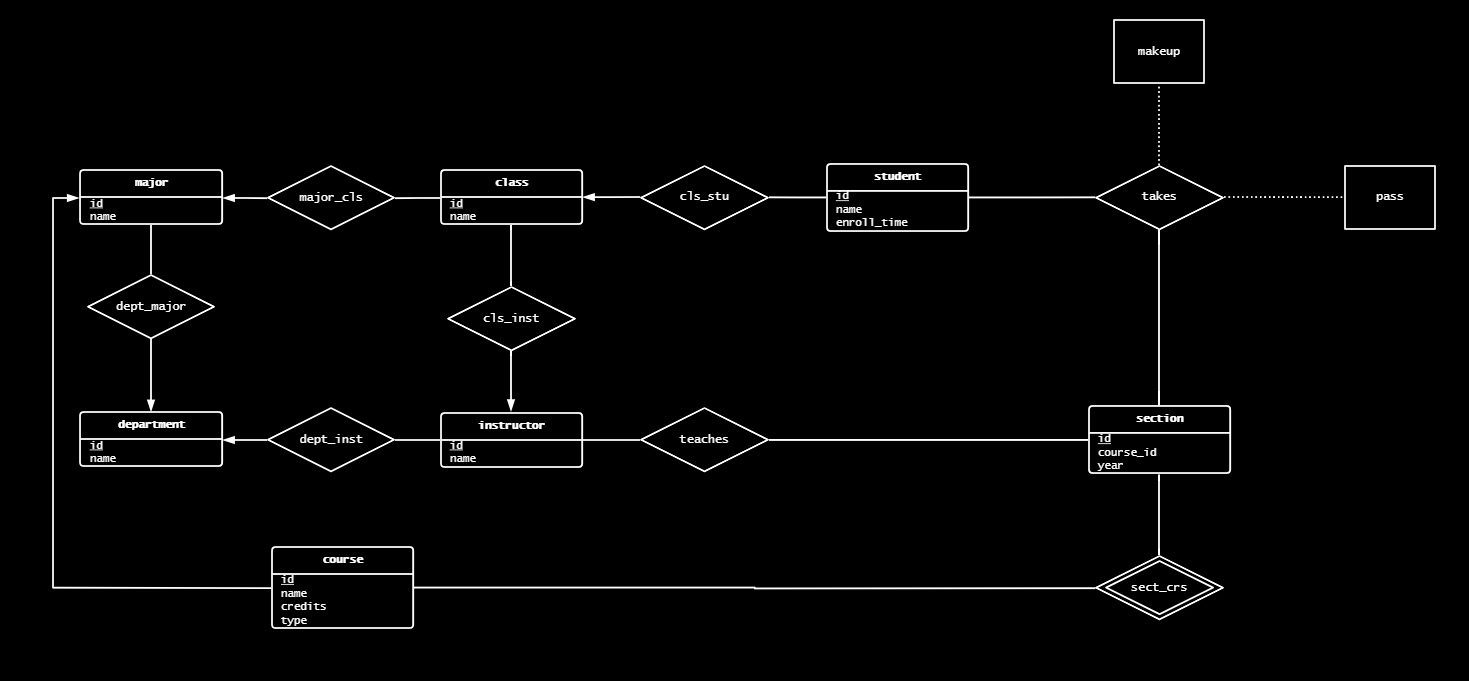 makeup
major
id
name
major_cls
class
id
name
cls_stu
student
id
name
enroll_time
takes
pass
dept_major
cls_inst
department
id
name
dept_inst
instructor
id
name
teaches
section
id
course_id
year
course
id
name
credits
type
sect_crs